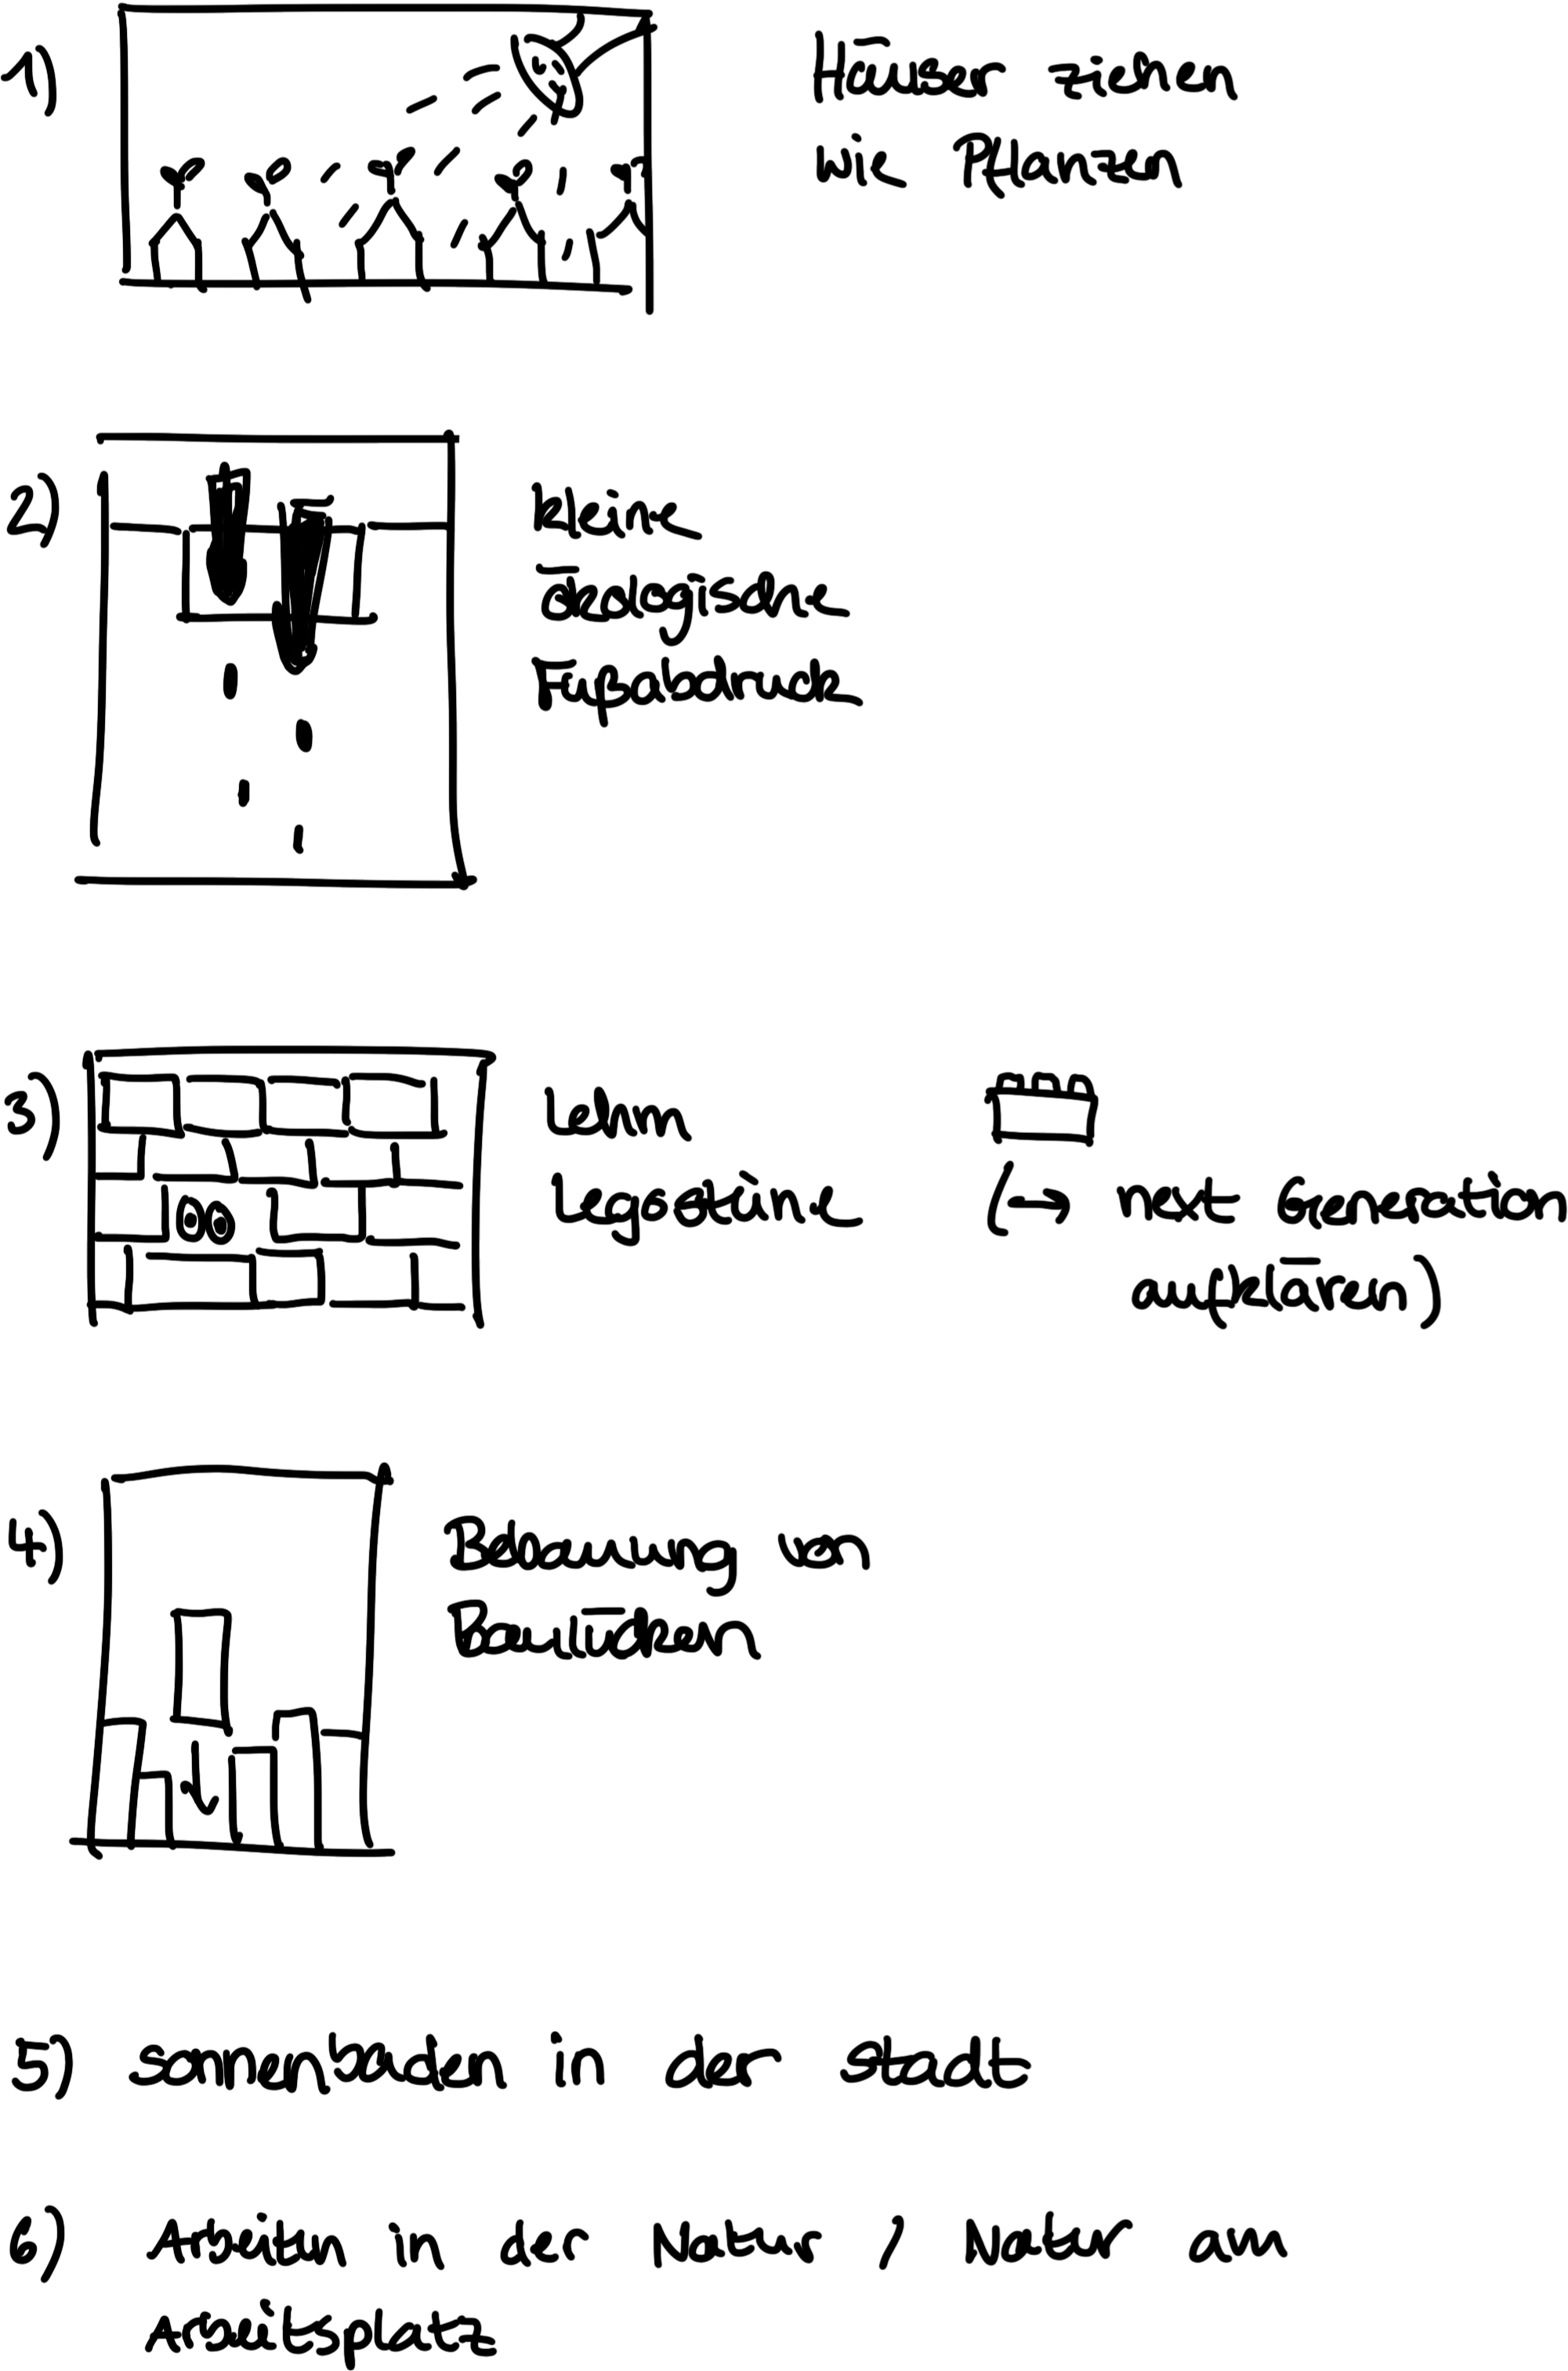 1)
Häuser ziehen
wie Pflanzen
2)
kleine
ökologische
Fußabdruck
3)
Lehm
Legosteine
(→ next Generation
aufklären)
4)
Bebauung von
Baulücken
5) sonnenbaden in der stadt
6) Arbeiten in der Natur / Natur am
Arbeitsplatz